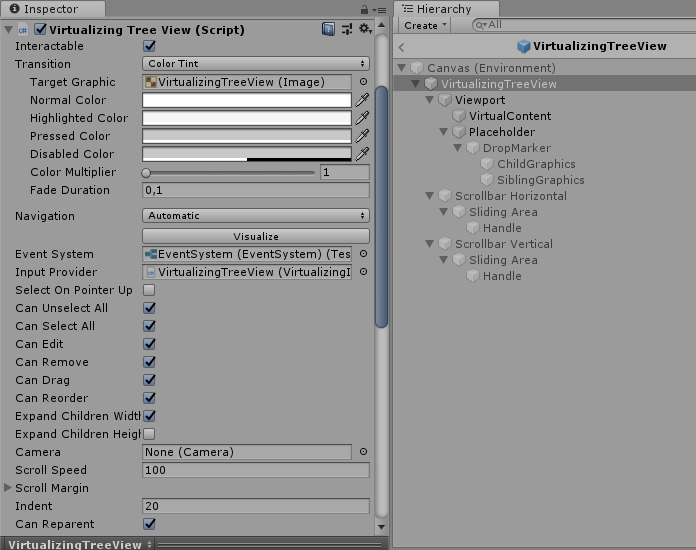 Inspector
Virtualizing Tree View (Script)
Interactable
Transition Color Tint
Target Graphic VirtualizingTreeView (Image)
Normal Color
Highlighted Color
Pressed Color
Disabled Color
Color Multiplier 1
Fade Duration 0,1
Navigation Automatic
Visualize
Event System EventSystem (EventSystem) (Tes
Input Provider VirtualizingTreeView (VirtualizingI
Select On Pointer Up
Can Unselect All
Can Select All
Can Edit
Can Remove
Can Drag
Can Reorder
Expand Children Widt
Expand Children Heig
Camera None (Camera)
Scroll Speed 100
Scroll Margin
Indent 20
Can Reparent
VirtualizingTreeView
Hierarchy
Create All
VirtualizingTreeView
Canvas (Environment)
VirtualizingTreeView
Viewport
VirtualContent
Placeholder
DropMarker
ChildGraphics
SiblingGraphics
Scrollbar Horizontal
Sliding Area
Handle
Scrollbar Vertical
Sliding Area
Handle